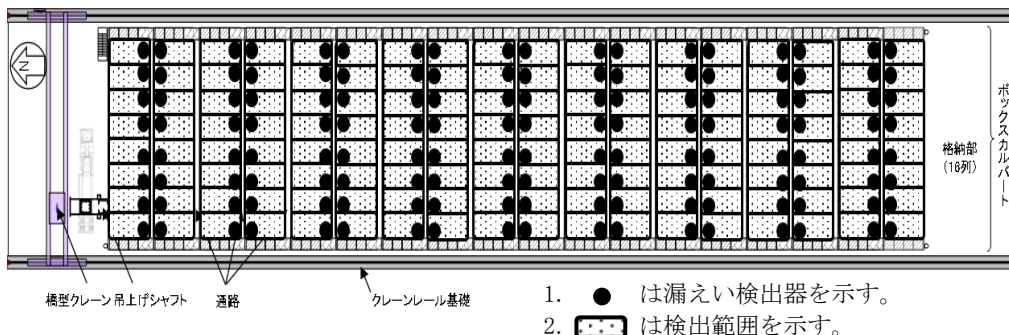 N
格納部
(16列)
ボックスカルバート
橋型クレーン
吊上げシャフト
通路
クレーンレール基礎
1. ● は漏えい検出器を示す。
2. は検出範囲を示す。